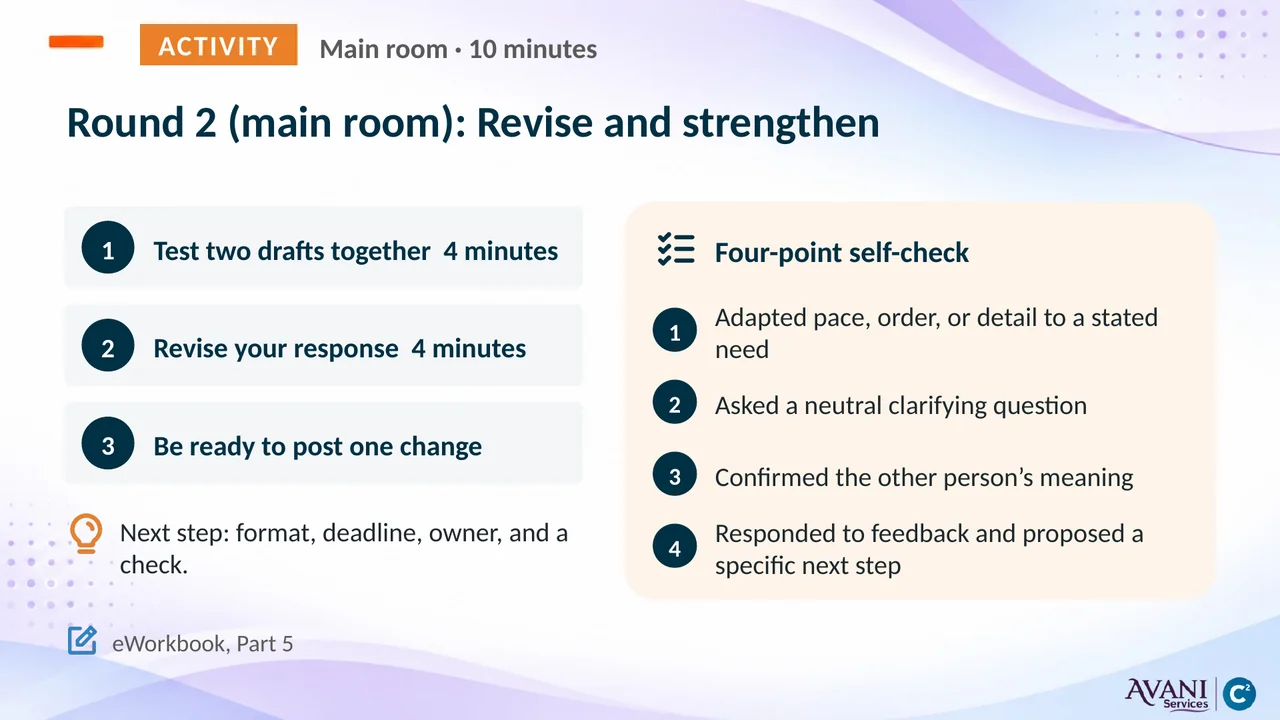 ACTIVITY
Main room · 10 minutes
Round 2 (main room): Revise and strengthen
1
Test two drafts together 4 minutes
2
Revise your response 4 minutes
3
Be ready to post one change
Next step: format, deadline, owner, and a
check.
eWorkbook, Part 5
Four-point self-check
1
Adapted pace, order, or detail to a stated
need
2
Asked a neutral clarifying question
3
Confirmed the other person’s meaning
4
Responded to feedback and proposed a
specific next step
AVANI
Services
C²